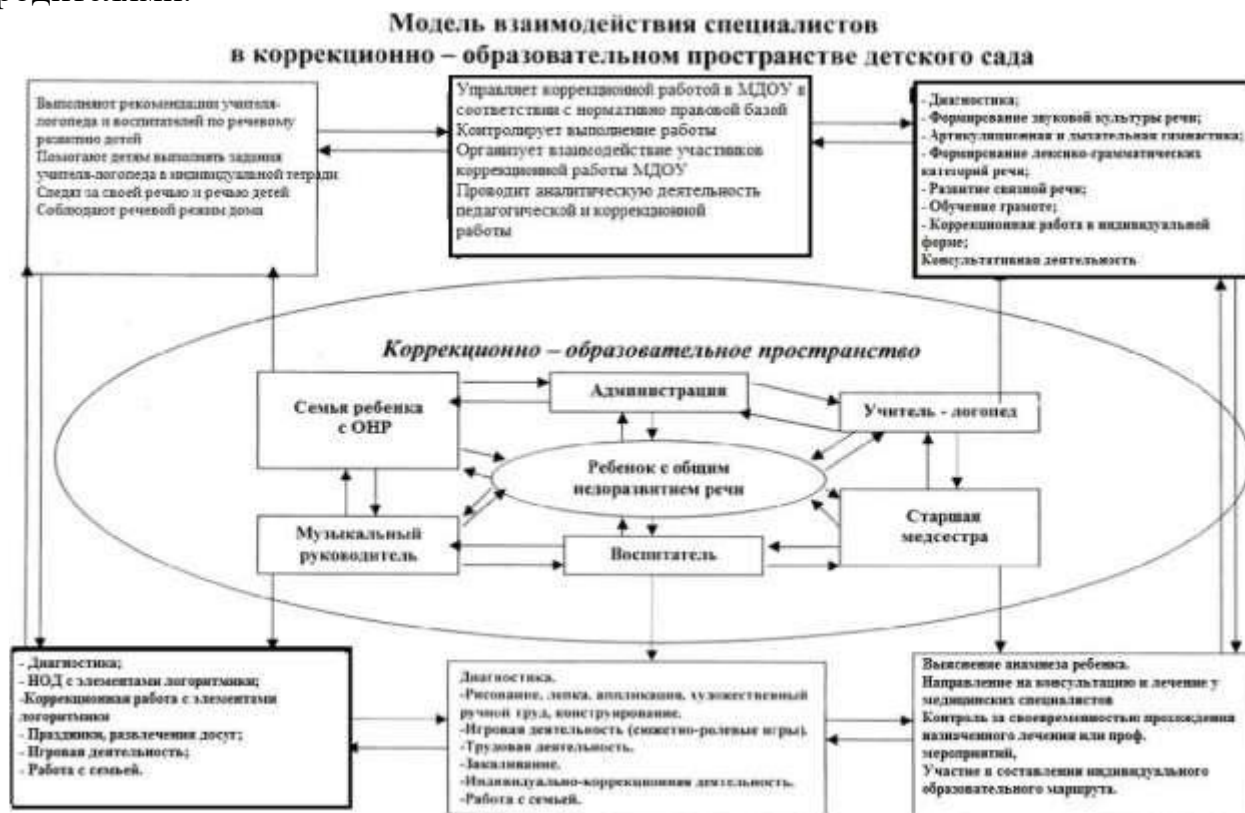 родителями.
Модель взаимодействия специалистов
в коррекционно – образовательном пространстве детского сада
Выполняют рекомендации учителя-
логопеда и воспитателей по речевому
развитию детей
Помогают детям выполнять задания
учителя-логопеда в индивидуальной тетради
Следят за своей речью и речью детей
Соблюдают речевой режим дома
Управляет коррекционной работой в МДОУ в
соответствии с нормативно правовой базой
Контролирует выполнение работы
Организует взаимодействие участников
коррекционной работы МДОУ
Проводит аналитическую деятельность
педагогической и коррекционной
работы
- Диагностика;
- Формирование звуковой культуры речи;
- Артикуляционная и дыхательная гимнастика;
- Формирование лексико-грамматических
категорий речи;
- Развитие связной речи;
- Обучение грамоте;
- Коррекционная работа в индивидуальной
форме;
Консультативная деятельность
Коррекционно – образовательное пространство
Семья ребенка
с ОНР
Администрация
Учитель - логопед
Ребенок с общим
недоразвитием речи
Музыкальный
руководитель
Воспитатель
Старшая
медсестра
- Диагностика;
- НОД с элементами логоритмики;
-Коррекционная работа с элементами
логоритмики
- Праздники, развлечения досуг;
- Игровая деятельность;
- Работа с семьей.
Диагностика.
-Рисование, лепка, аппликация, художественный
ручной труд, конструирование.
-Игровая деятельность (сюжетно-ролевые игры).
-Трудовая деятельность.
-Закаливание.
-Индивидуально-коррекционная деятельность.
-Работа с семьей.
Выяснение анамнеза ребенка.
Направление на консультацию и лечение у
медицинских специалистов
Контроль за своевременностью прохождения
назначенного лечения или проф.
мероприятий,
Участие в составлении индивидуального
образовательного маршрута.